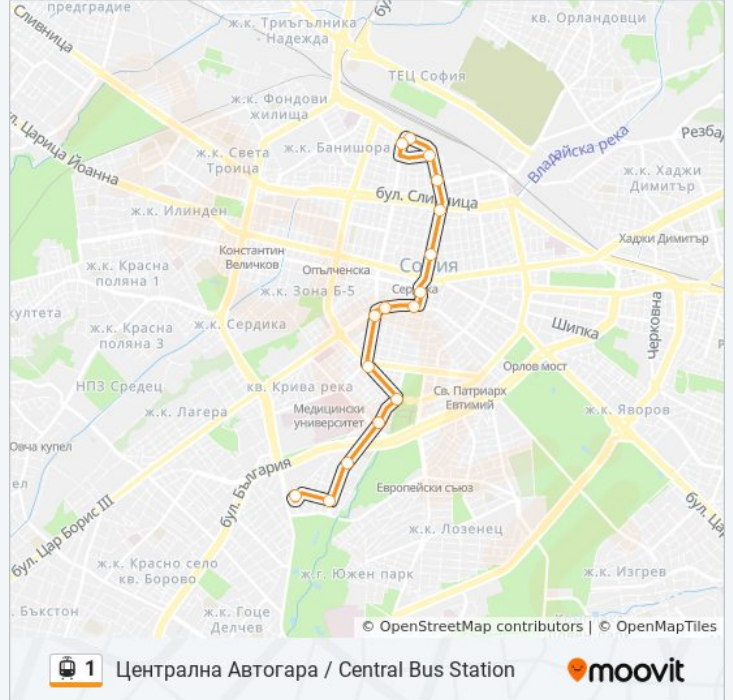 предградие
Сливница
ж.к. Триъгълника
- Надежда
бу
кв. Орландовци
ТЕЦ София
ж.к. Фондови
жилища
л. Царица Йоанна
ж.к. Света
Троица
ж.к. Банишора
Владайска река
Резбар
ж.к. Хаджи
Димитър
бул. Сливница
ж.к. Илинден
Константин
Величков
Хаджи Димитър
ж.к. Красна
поляна 1
Опълченска
София
ж.к. Зона Б-5
Сердика
културета
ж.к. Красна
поляна 3
ж.к. Сердика
Шипка
Черковна
Орлов мост
НПЗ Средец
кв. Крива река
Св. Патриарх
Евтимий
ж.к. Лагера
Медицински
университет
ж.к. Яворов
Овча купел
ел
бул. България
Европейски съюз
бул. Цар
бул. Цар Борис III
ж.к. Лозенец
ж.к. Красно село
кв. Борово
ж.г. Южен парк
ж.к. Изгрев
. Бъкстон
ж.к. Гоце
Делчев
© OpenStreetMap contributors | © OpenMapTiles
1 Централна Автогара / Central Bus Station
moovit